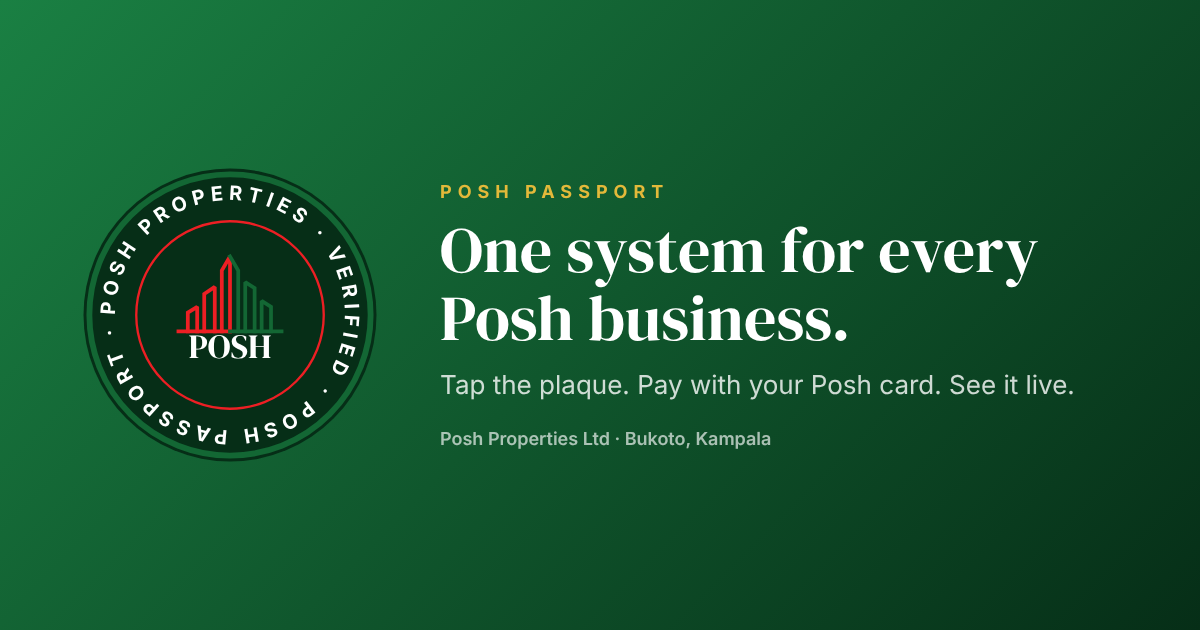 POSH PROPERTIES · VERIFIED · POSH PASSPORT ·
POSH
POSH PASSPORT
One system for every
Posh business.
Tap the plaque. Pay with your Posh card. See it live.
Posh Properties Ltd · Bukoto, Kampala